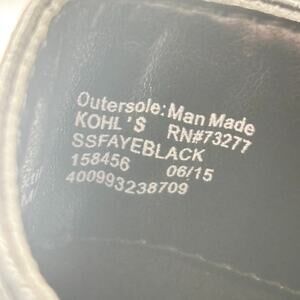 Outersole: Man Made
KOHL'S RN#73277
SSFAYEBLACK
158456 06/15
400993238709